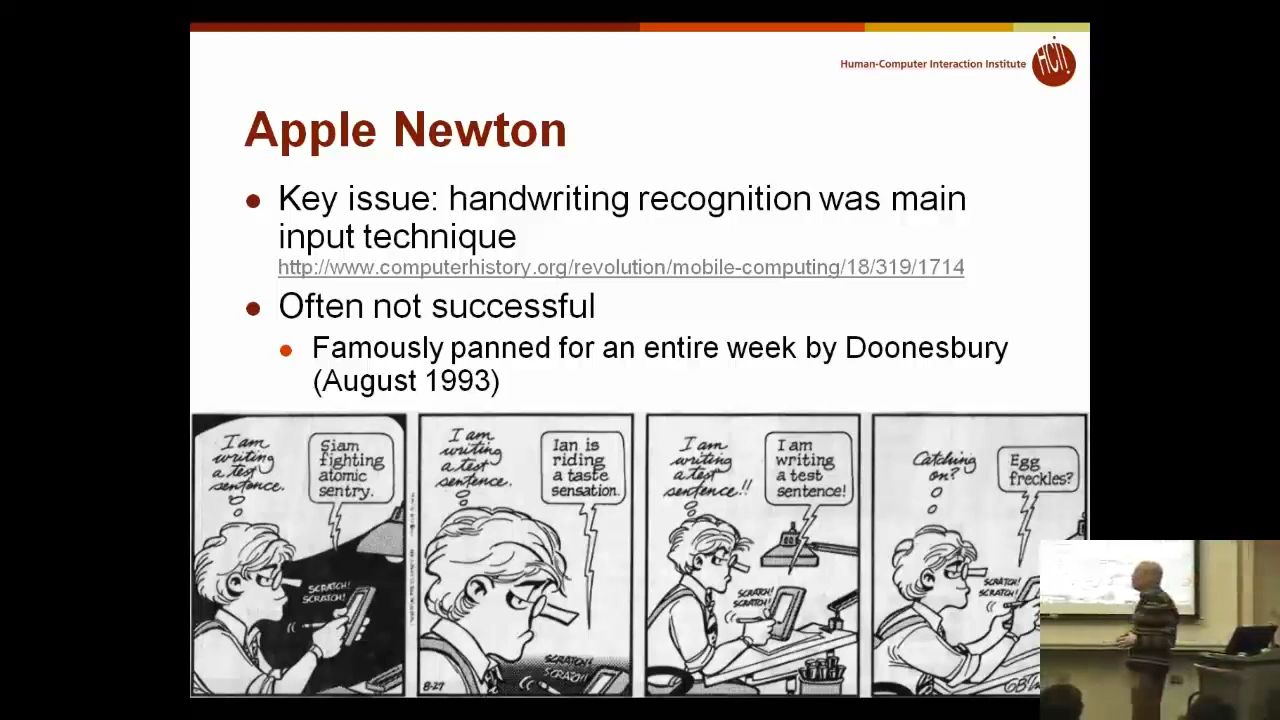 Human-Computer Interaction Institute
HCII
Apple Newton
Key issue: handwriting recognition was main
input technique
http://www.computerhistory.org/revolution/mobile-computing/18/319/1714
Often not successful
Famously panned for an entire week by Doonesbury
(August 1993)
I am
writing
a test
sentence.
Siam
fighting
atomic
sentry.
SCRATCH!
SCRATCH!
I am
writing
a test
sentence.
Ian is
riding
a taste
sensation.
SCRATCH!
SCRATCH!
8-27
I am
writing
a test
sentence!!
I am
writing
a test
sentence!
SCRATCH!
SCRATCH!
Catching
on?
Egg
freckles?
SCRATCH!
SCRATCH!